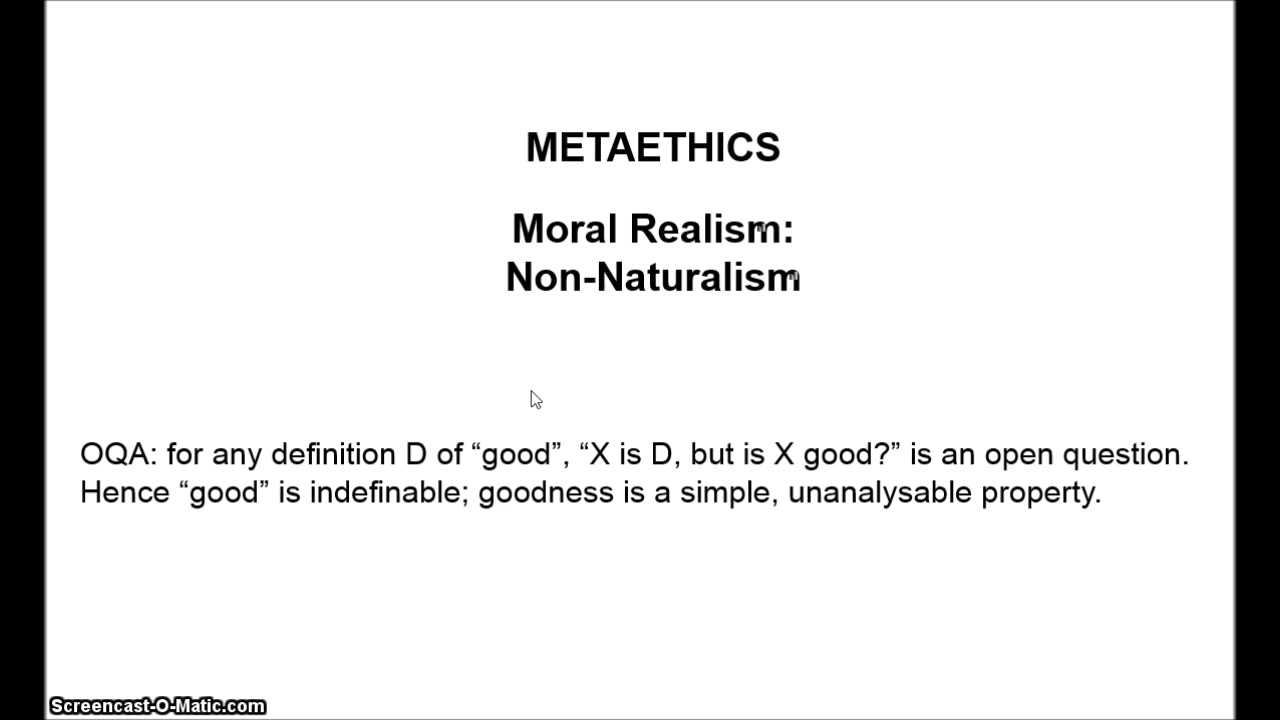 METAETHICS
Moral Realism:
Non-Naturalism
OQA: for any definition D of “good”, “X is D, but is X good?” is an open question.
Hence “good” is indefinable; goodness is a simple, unanalysable property.
Screencast-O-Matic.com